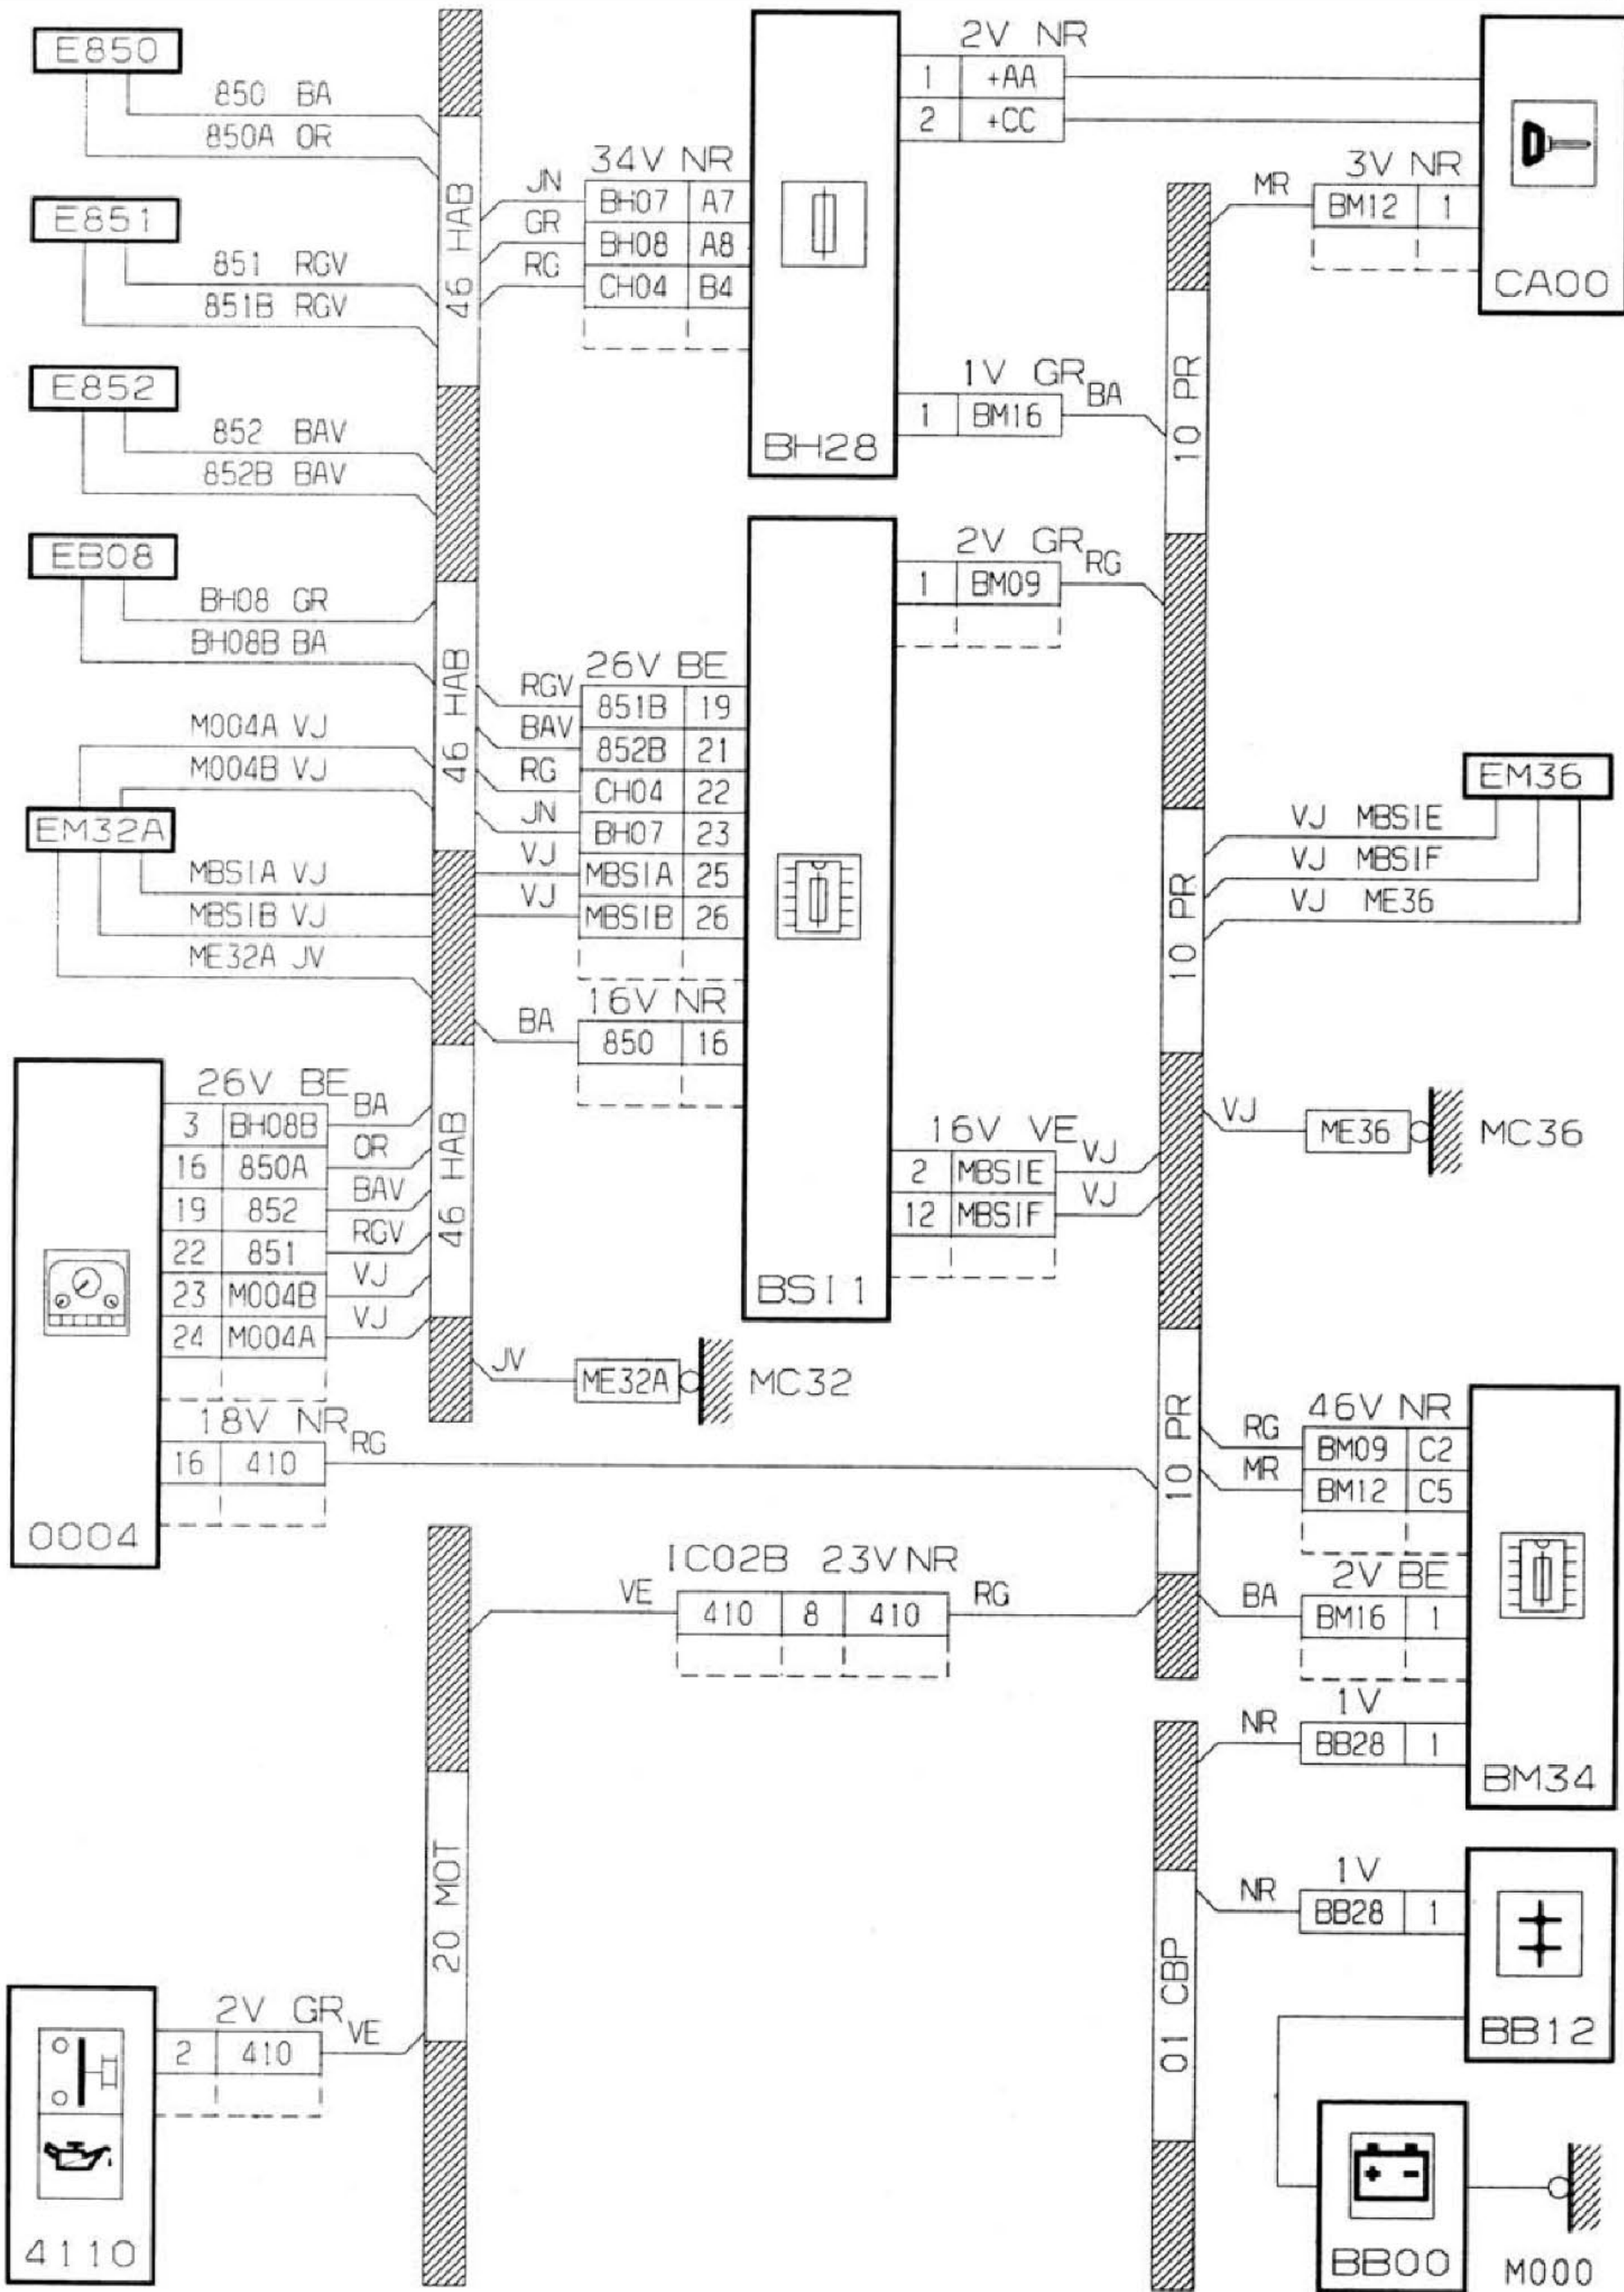 E850
850 BA
850A OR
E851
851 RGV
851B RGV
E852
852 BAV
852B BAV
EB08
BH08 GR
BH08B BA
M004A VJ
M004B VJ
EM32A
MBSIA VJ
MBSIB VJ
ME32A JV
46 HAB
46 HAB
46 HAB
34V NR
JN BH07 A7
GR BH08 A8
RG CH04 B4
BH28
2V NR
1 +AA
2 +CC
1V GR
1 BM16 BA
CA00
3V NR
MR BM12 1
10 PR
10 PR
10 PR
26V BE
RGV 851B 19
BAV 852B 21
RG CH04 22
JN BH07 23
VJ MBSIA 25
VJ MBSIB 26
16V NR
BA 850 16
BSI1
2V GR
1 BM09 RG
16V VE
2 MBSIE VJ
12 MBSIF VJ
EM36
VJ MBSIE
VJ MBSIF
VJ ME36
VJ ME36 MC36
0004
26V BE
3 BH08B BA
16 850A OR
19 852 BAV
22 851 RGV
23 M004B VJ
24 M004A VJ
18V NR
16 410 RG
JV ME32A MC32
IC02B 23V NR
VE 410 8 410 RG
46V NR
RG BM09 C2
MR BM12 C5
2V BE
BA BM16 1
1V
NR BB28 1
BM34
20 MOT
01 CBP
1V
NR BB28 1
BB12
4110
2V GR
2 410 VE
BB00
M000